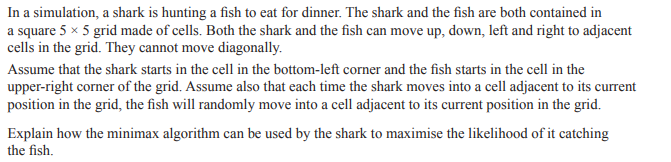 In a simulation, a shark is hunting a fish to eat for dinner. The shark and the fish are both contained in
a square 5 × 5 grid made of cells. Both the shark and the fish can move up, down, left and right to adjacent
cells in the grid. They cannot move diagonally.
Assume that the shark starts in the cell in the bottom-left corner and the fish starts in the cell in the
upper-right corner of the grid. Assume also that each time the shark moves into a cell adjacent to its current
position in the grid, the fish will randomly move into a cell adjacent to its current position in the grid.
Explain how the minimax algorithm can be used by the shark to maximise the likelihood of it catching
the fish.